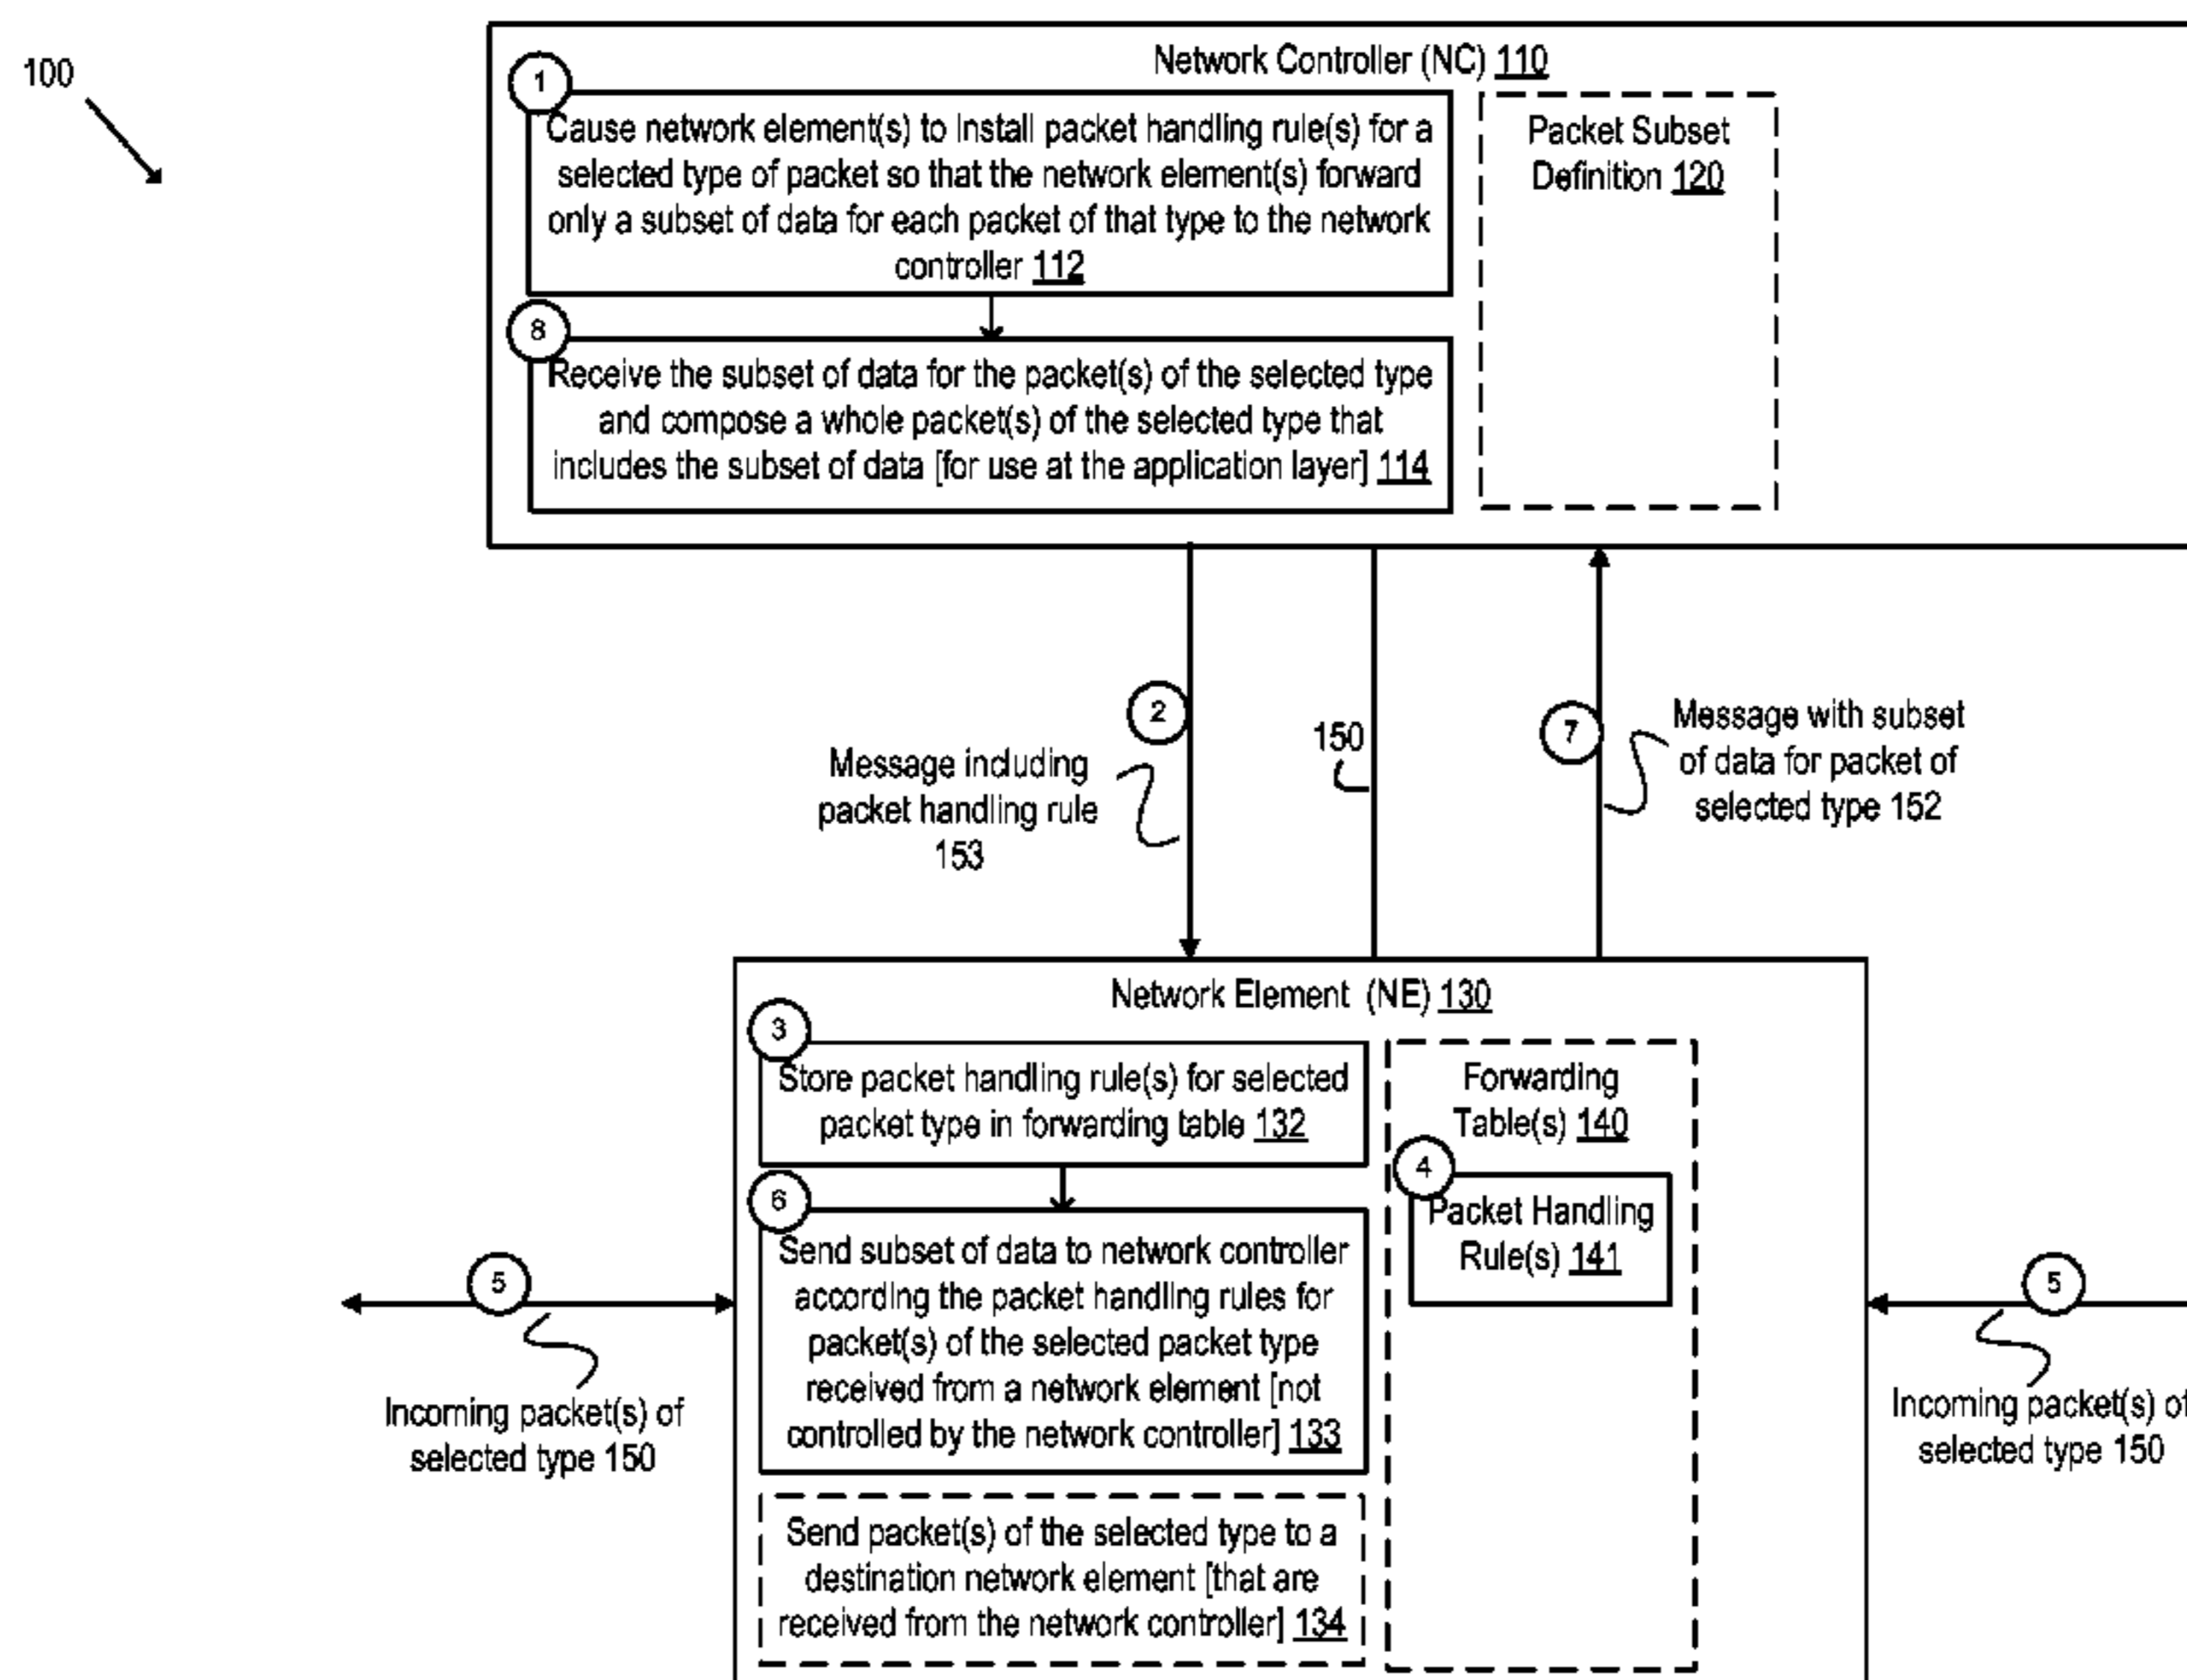 100
Network Controller (NC) 110
1
Cause network element(s) to install packet handling rule(s) for a
selected type of packet so that the network element(s) forward
only a subset of data for each packet of that type to the network
controller 112
Packet Subset
Definition 120
8
Receive the subset of data for the packet(s) of the selected type
and compose a whole packet(s) of the selected type that
includes the subset of data [for use at the application layer] 114
2
Message including
packet handling rule
153
150
7
Message with subset
of data for packet of
selected type 152
Network Element (NE) 130
3
Store packet handling rule(s) for selected
packet type in forwarding table 132
Forwarding
Table(s) 140
4
Packet Handling
Rule(s) 141
6
Send subset of data to network controller
according the packet handling rules for
packet(s) of the selected packet type
received from a network element [not
controlled by the network controller] 133
Send packet(s) of the selected type to a
destination network element [that are
received from the network controller] 134
5
Incoming packet(s) of
selected type 150
5
Incoming packet(s) of
selected type 150